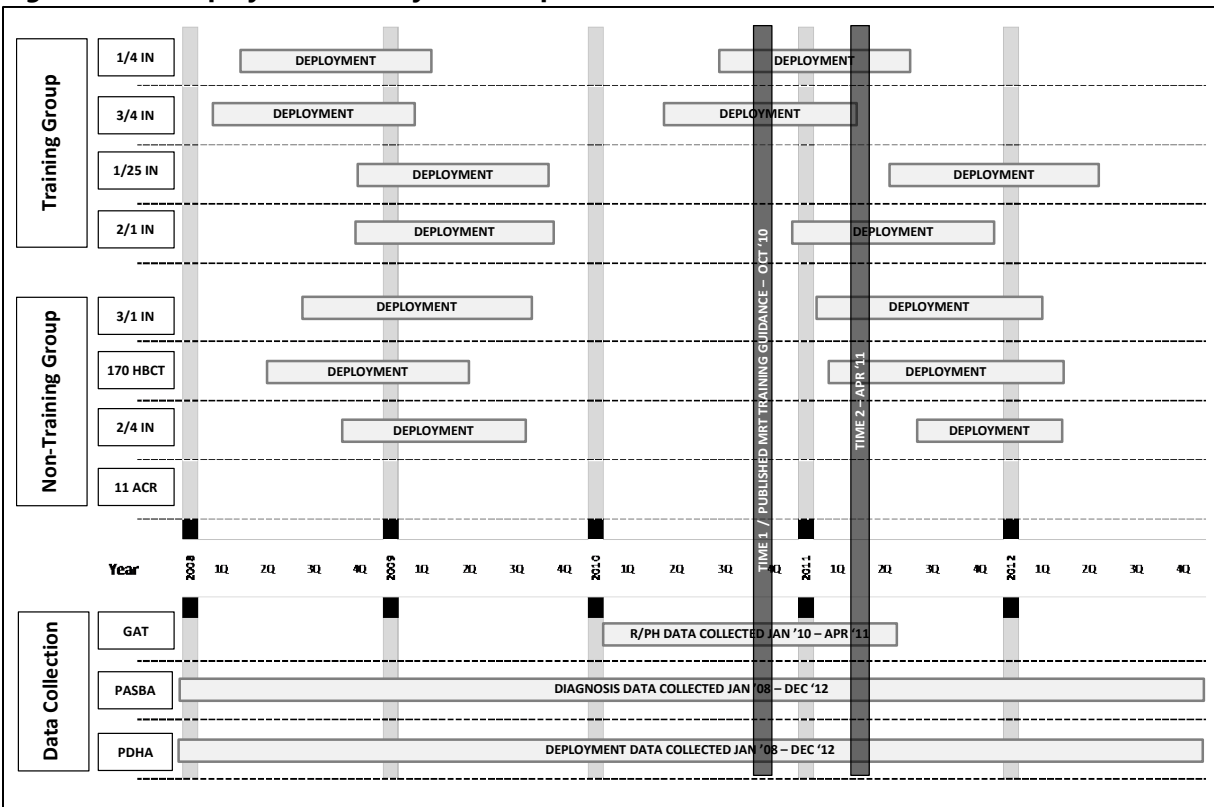 Training Group
1/4 IN
DEPLOYMENT
DEPLOYMENT
3/4 IN
DEPLOYMENT
DEPLOYMENT
1/25 IN
DEPLOYMENT
DEPLOYMENT
2/1 IN
DEPLOYMENT
DEPLOYMENT
Non-Training Group
3/1 IN
DEPLOYMENT
DEPLOYMENT
170 HBCT
DEPLOYMENT
DEPLOYMENT
2/4 IN
DEPLOYMENT
DEPLOYMENT
11 ACR
TIME 1 / PUBLISHED MRT TRAINING GUIDANCE – OCT '10
TIME 2 – APR '11
Year 2008 1Q 2Q 3Q 4Q 2009 1Q 2Q 3Q 4Q 2010 1Q 2Q 3Q 4Q 2011 1Q 2Q 3Q 4Q 2012 1Q 2Q 3Q 4Q
Data Collection
GAT
R/PH DATA COLLECTED JAN '10 – APR '11
PASBA
DIAGNOSIS DATA COLLECTED JAN '08 – DEC '12
PDHA
DEPLOYMENT DATA COLLECTED JAN '08 – DEC '12